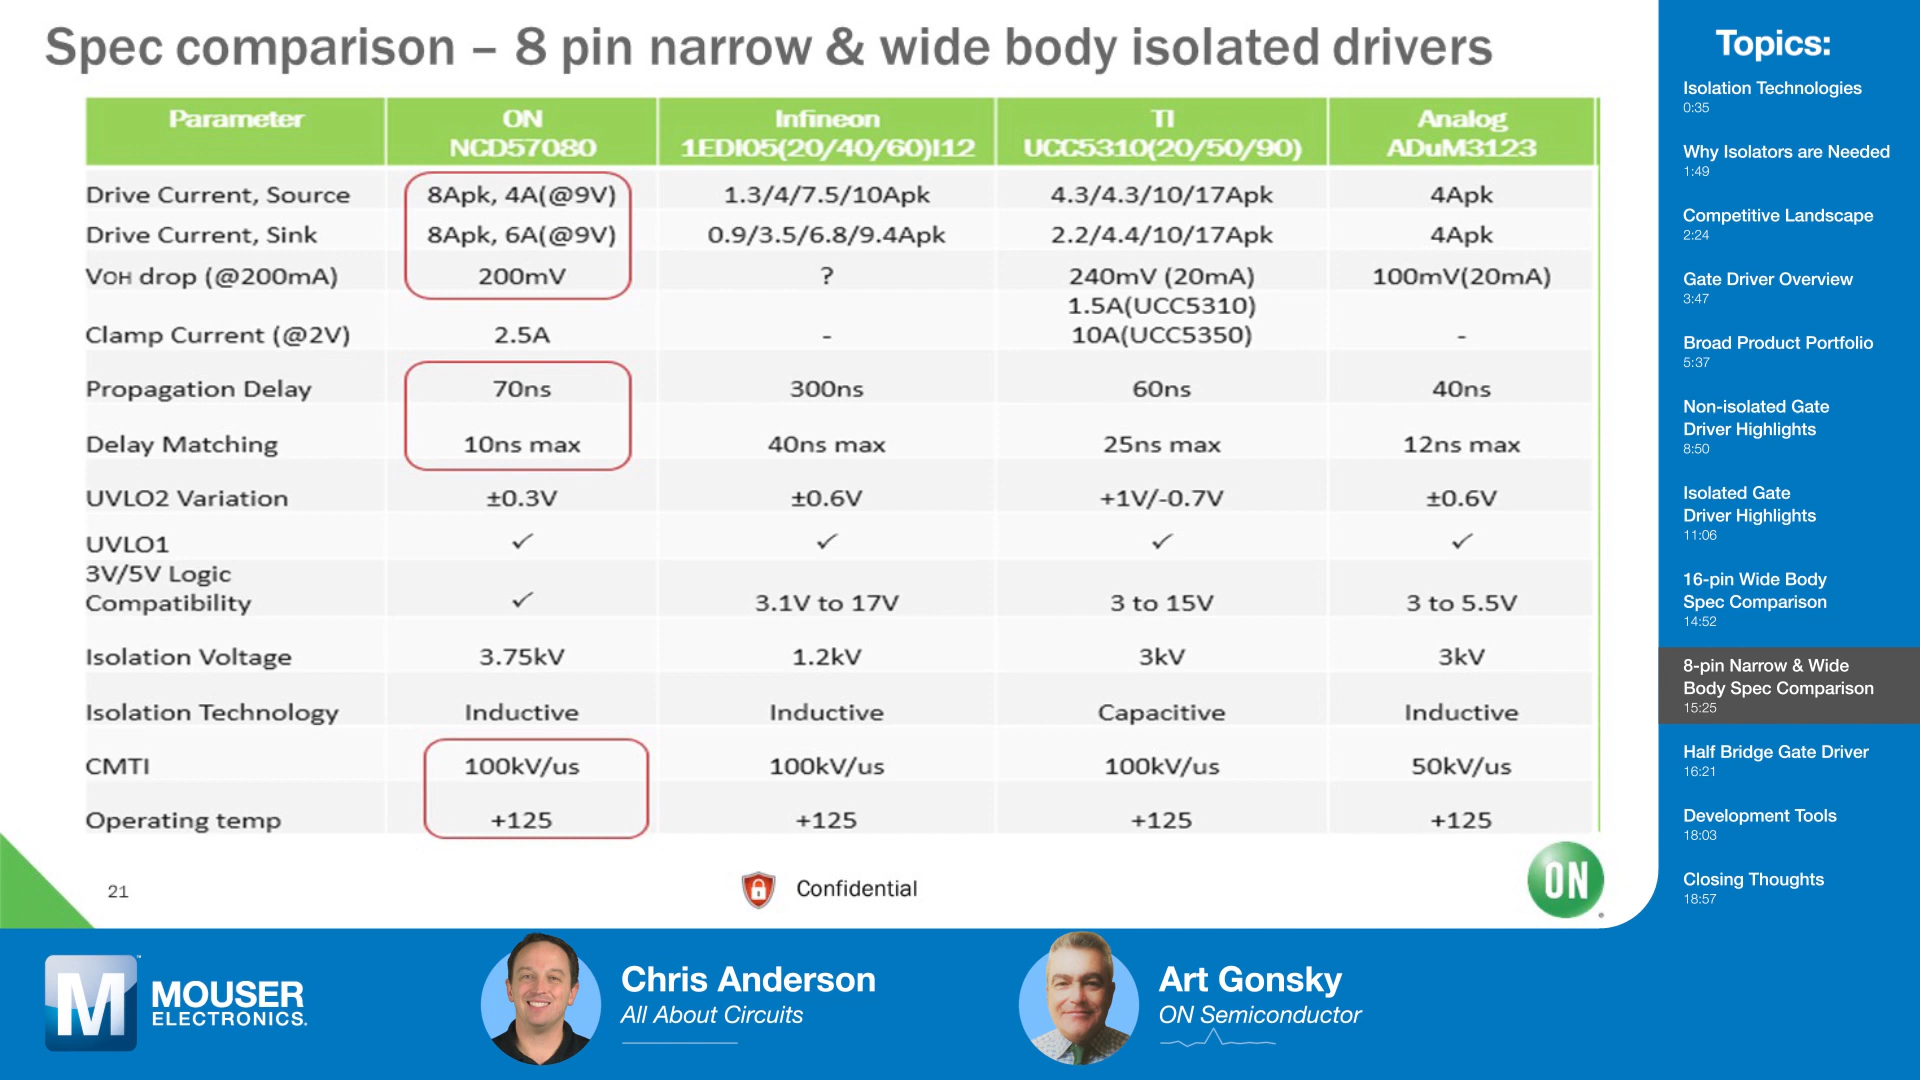 Spec comparison – 8 pin narrow & wide body isolated drivers
Parameter
ON
NCD57080
Infineon
1EDI05(20/40/60)I12
TI
UCC5310(20/50/90)
Analog
ADuM3123
Drive Current, Source 8Apk, 4A(@9V) 1.3/4/7.5/10Apk 4.3/4.3/10/17Apk 4Apk
Drive Current, Sink 8Apk, 6A(@9V) 0.9/3.5/6.8/9.4Apk 2.2/4.4/10/17Apk 4Apk
VOH drop (@200mA) 200mV ? 240mV (20mA) 100mV(20mA)
1.5A(UCC5310)
Clamp Current (@2V) 2.5A - 10A(UCC5350) -
Propagation Delay 70ns 300ns 60ns 40ns
Delay Matching 10ns max 40ns max 25ns max 12ns max
UVLO2 Variation ±0.3V ±0.6V +1V/-0.7V ±0.6V
UVLO1 ✓ ✓ ✓ ✓
3V/5V Logic
Compatibility ✓ 3.1V to 17V 3 to 15V 3 to 5.5V
Isolation Voltage 3.75kV 1.2kV 3kV 3kV
Isolation Technology Inductive Inductive Capacitive Inductive
CMTI 100kV/us 100kV/us 100kV/us 50kV/us
Operating temp +125 +125 +125 +125
21
Confidential
ON
Topics:
Isolation Technologies
0:35
Why Isolators are Needed
1:49
Competitive Landscape
2:24
Gate Driver Overview
3:47
Broad Product Portfolio
5:37
Non-isolated Gate
Driver Highlights
8:50
Isolated Gate
Driver Highlights
11:06
16-pin Wide Body
Spec Comparison
14:52
8-pin Narrow & Wide
Body Spec Comparison
15:25
Half Bridge Gate Driver
16:21
Development Tools
18:03
Closing Thoughts
18:57
M
MOUSER
ELECTRONICS.
Chris Anderson
All About Circuits
Art Gonsky
ON Semiconductor